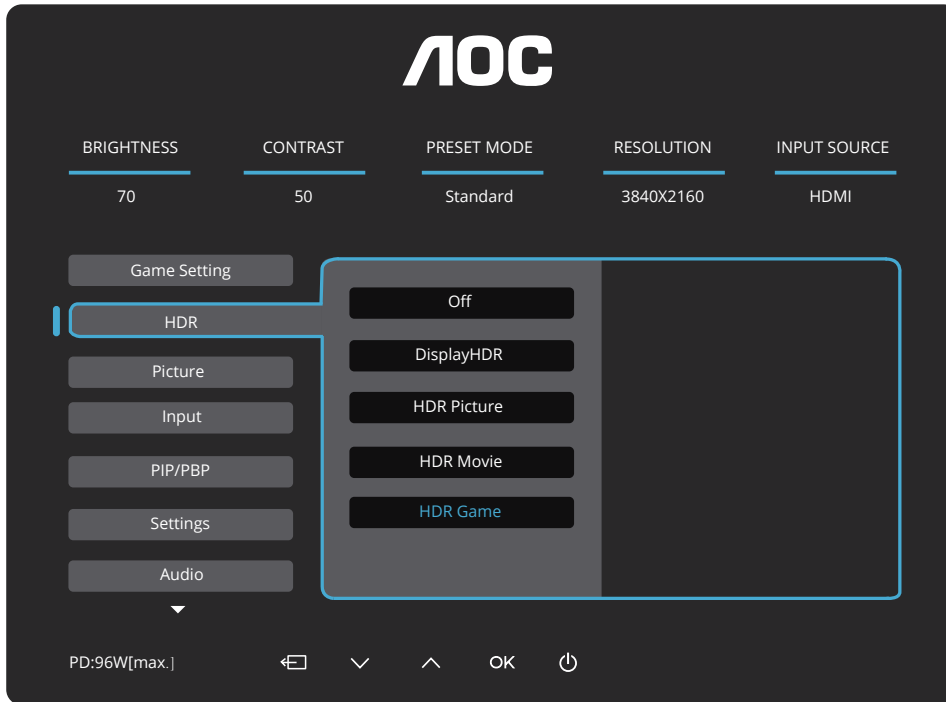 AOC
BRIGHTNESS CONTRAST PRESET MODE RESOLUTION INPUT SOURCE
70 50 Standard 3840X2160 HDMI
Game Setting
HDR
Picture
Input
PIP/PBP
Settings
Audio
Off
DisplayHDR
HDR Picture
HDR Movie
HDR Game
PD:96W[max.]
OK